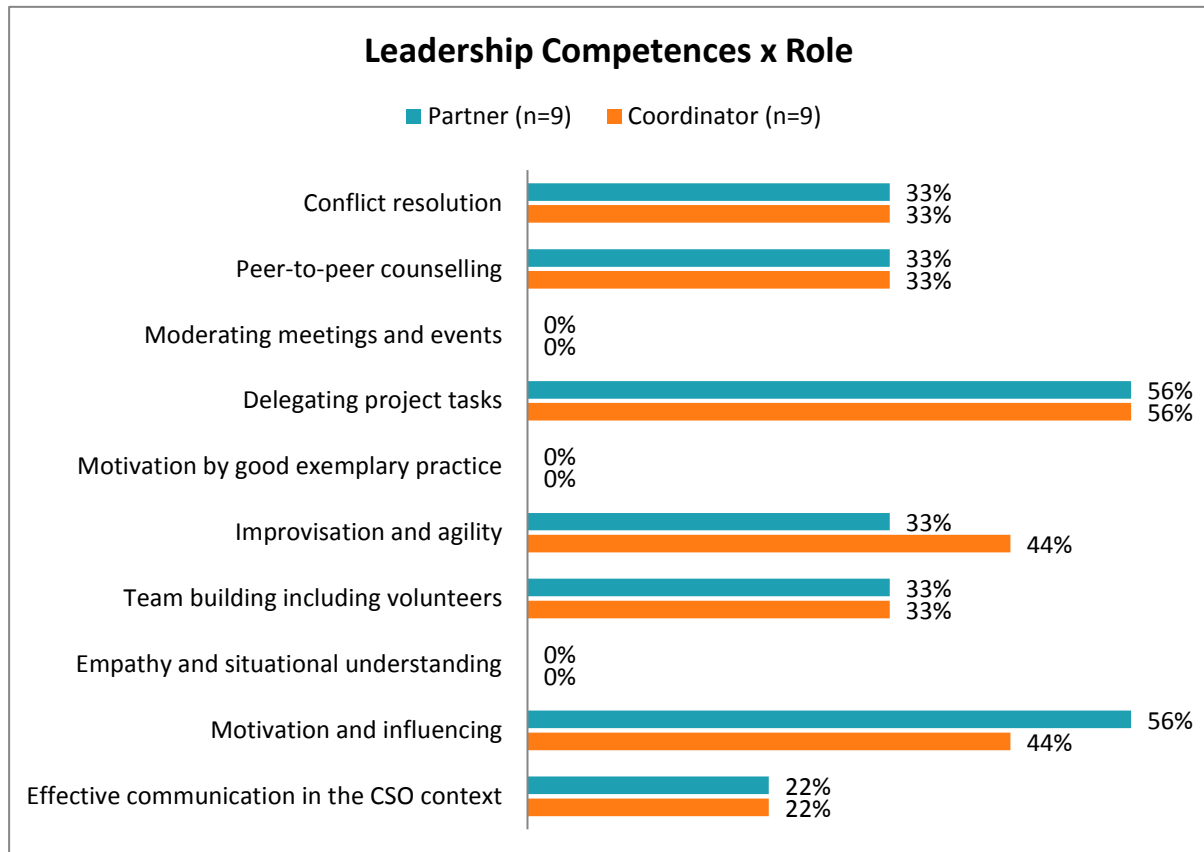 Leadership Competences x Role
Partner (n=9) Coordinator (n=9)
Conflict resolution
33%
33%
Peer-to-peer counselling
33%
33%
Moderating meetings and events
0%
0%
Delegating project tasks
56%
56%
Motivation by good exemplary practice
0%
0%
Improvisation and agility
33%
44%
Team building including volunteers
33%
33%
Empathy and situational understanding
0%
0%
Motivation and influencing
56%
44%
Effective communication in the CSO context
22%
22%